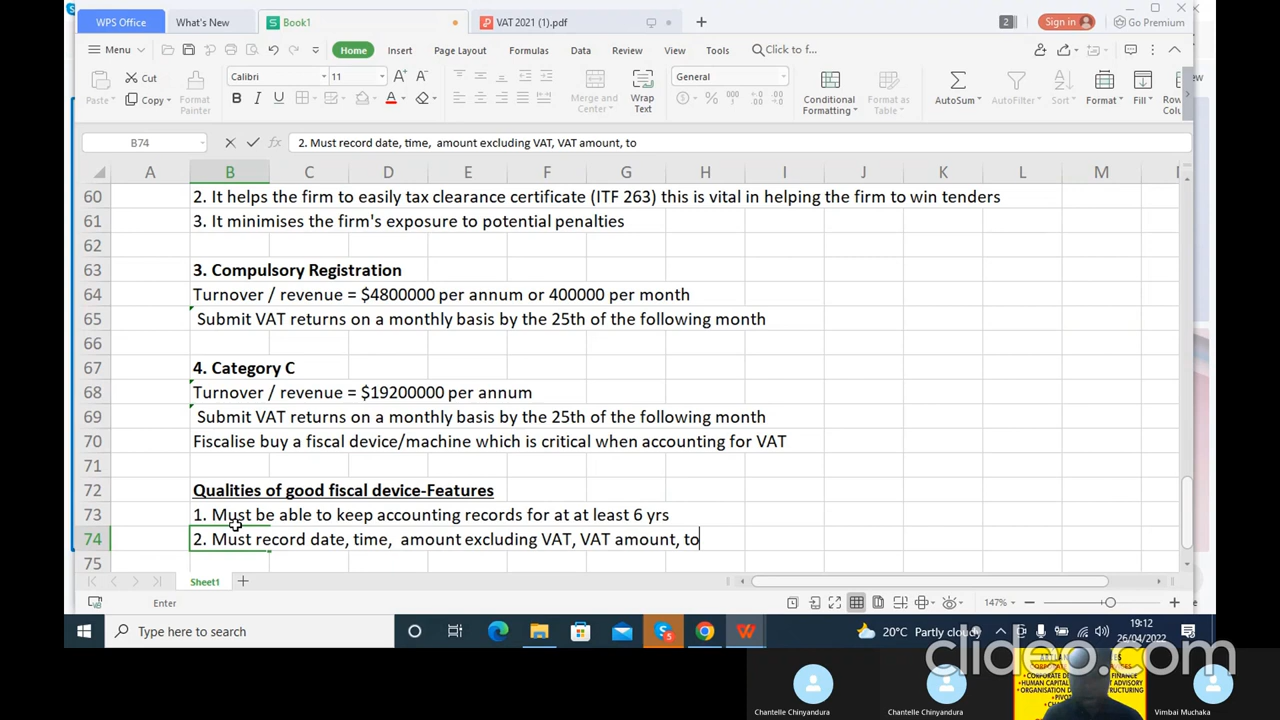 WPS Office What's New Book1 VAT 2021 (1).pdf 2 Sign in Go Premium
Menu Home Insert Page Layout Formulas Data Review View Tools Click to f...
Paste Cut Copy Format Painter Calibri 11 B I U A Merge and Center Wrap Text General Conditional Formatting Format as Table AutoSum AutoFilter Sort Format Fill Row Colu
B74 fx 2. Must record date, time,  amount excluding VAT, VAT amount, to
A B C D E F G H I J K L M
60 2. It helps the firm to easily tax clearance certificate (ITF 263) this is vital in helping the firm to win tenders
61 3. It minimises the firm's exposure to potential penalties
62
63 3. Compulsory Registration
64 Turnover / revenue = $4800000 per annum or 400000 per month
65 Submit VAT returns on a monthly basis by the 25th of the following month
66
67 4. Category C
68 Turnover / revenue = $19200000 per annum
69 Submit VAT returns on a monthly basis by the 25th of the following month
70 Fiscalise buy a fiscal device/machine which is critical when accounting for VAT
71
72 Qualities of good fiscal device-Features
73 1. Must be able to keep accounting records for at at least 6 yrs
74 2. Must record date, time,  amount excluding VAT, VAT amount, to
75
Sheet1
Enter 147%
Type here to search 20°C Partly cloudy 19:12
26/04/2022
clideo.com
Chantelle Chinyandura Chantelle Chinyandura Vimbai Muchaka